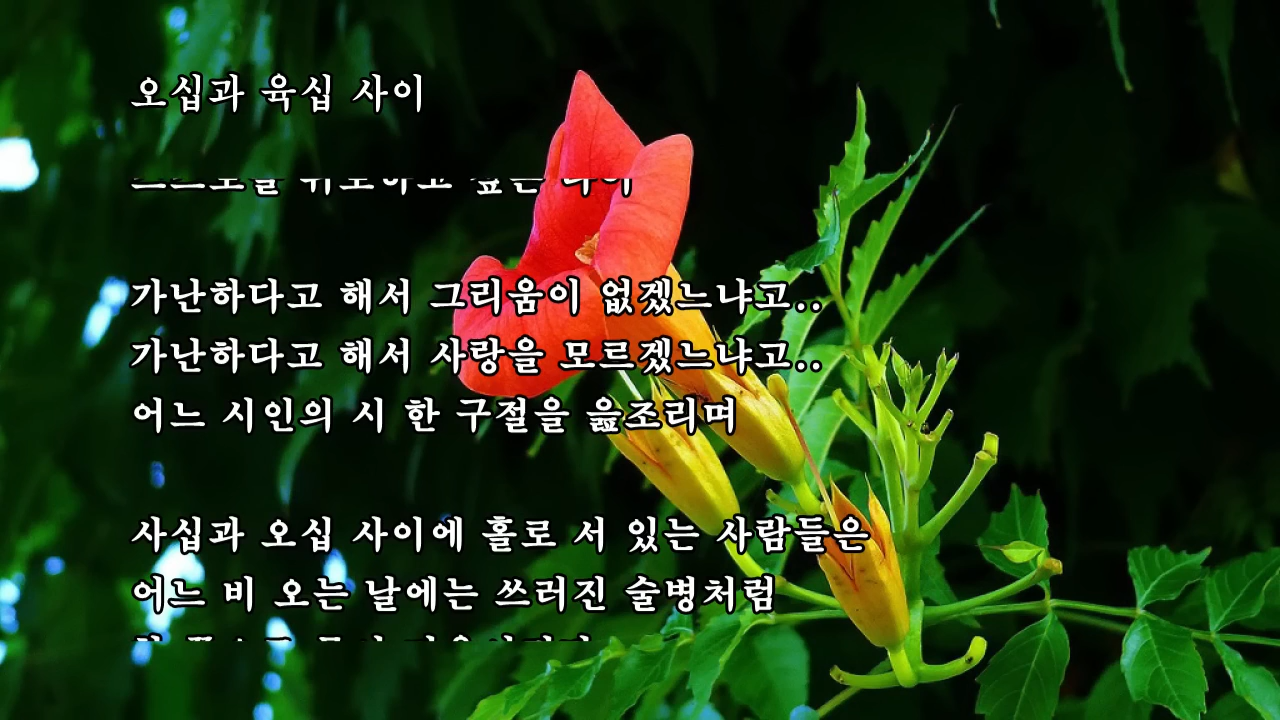 오십과 육십 사이
가난하다고 해서 그리움이 없겠느냐고..
가난하다고 해서 사랑을 모르겠느냐고..
어느 시인의 시 한 구절을 읊조리며
사십과 오십 사이에 홀로 서 있는 사람들은
어느 비 오는 날에는 쓰러진 술병처럼